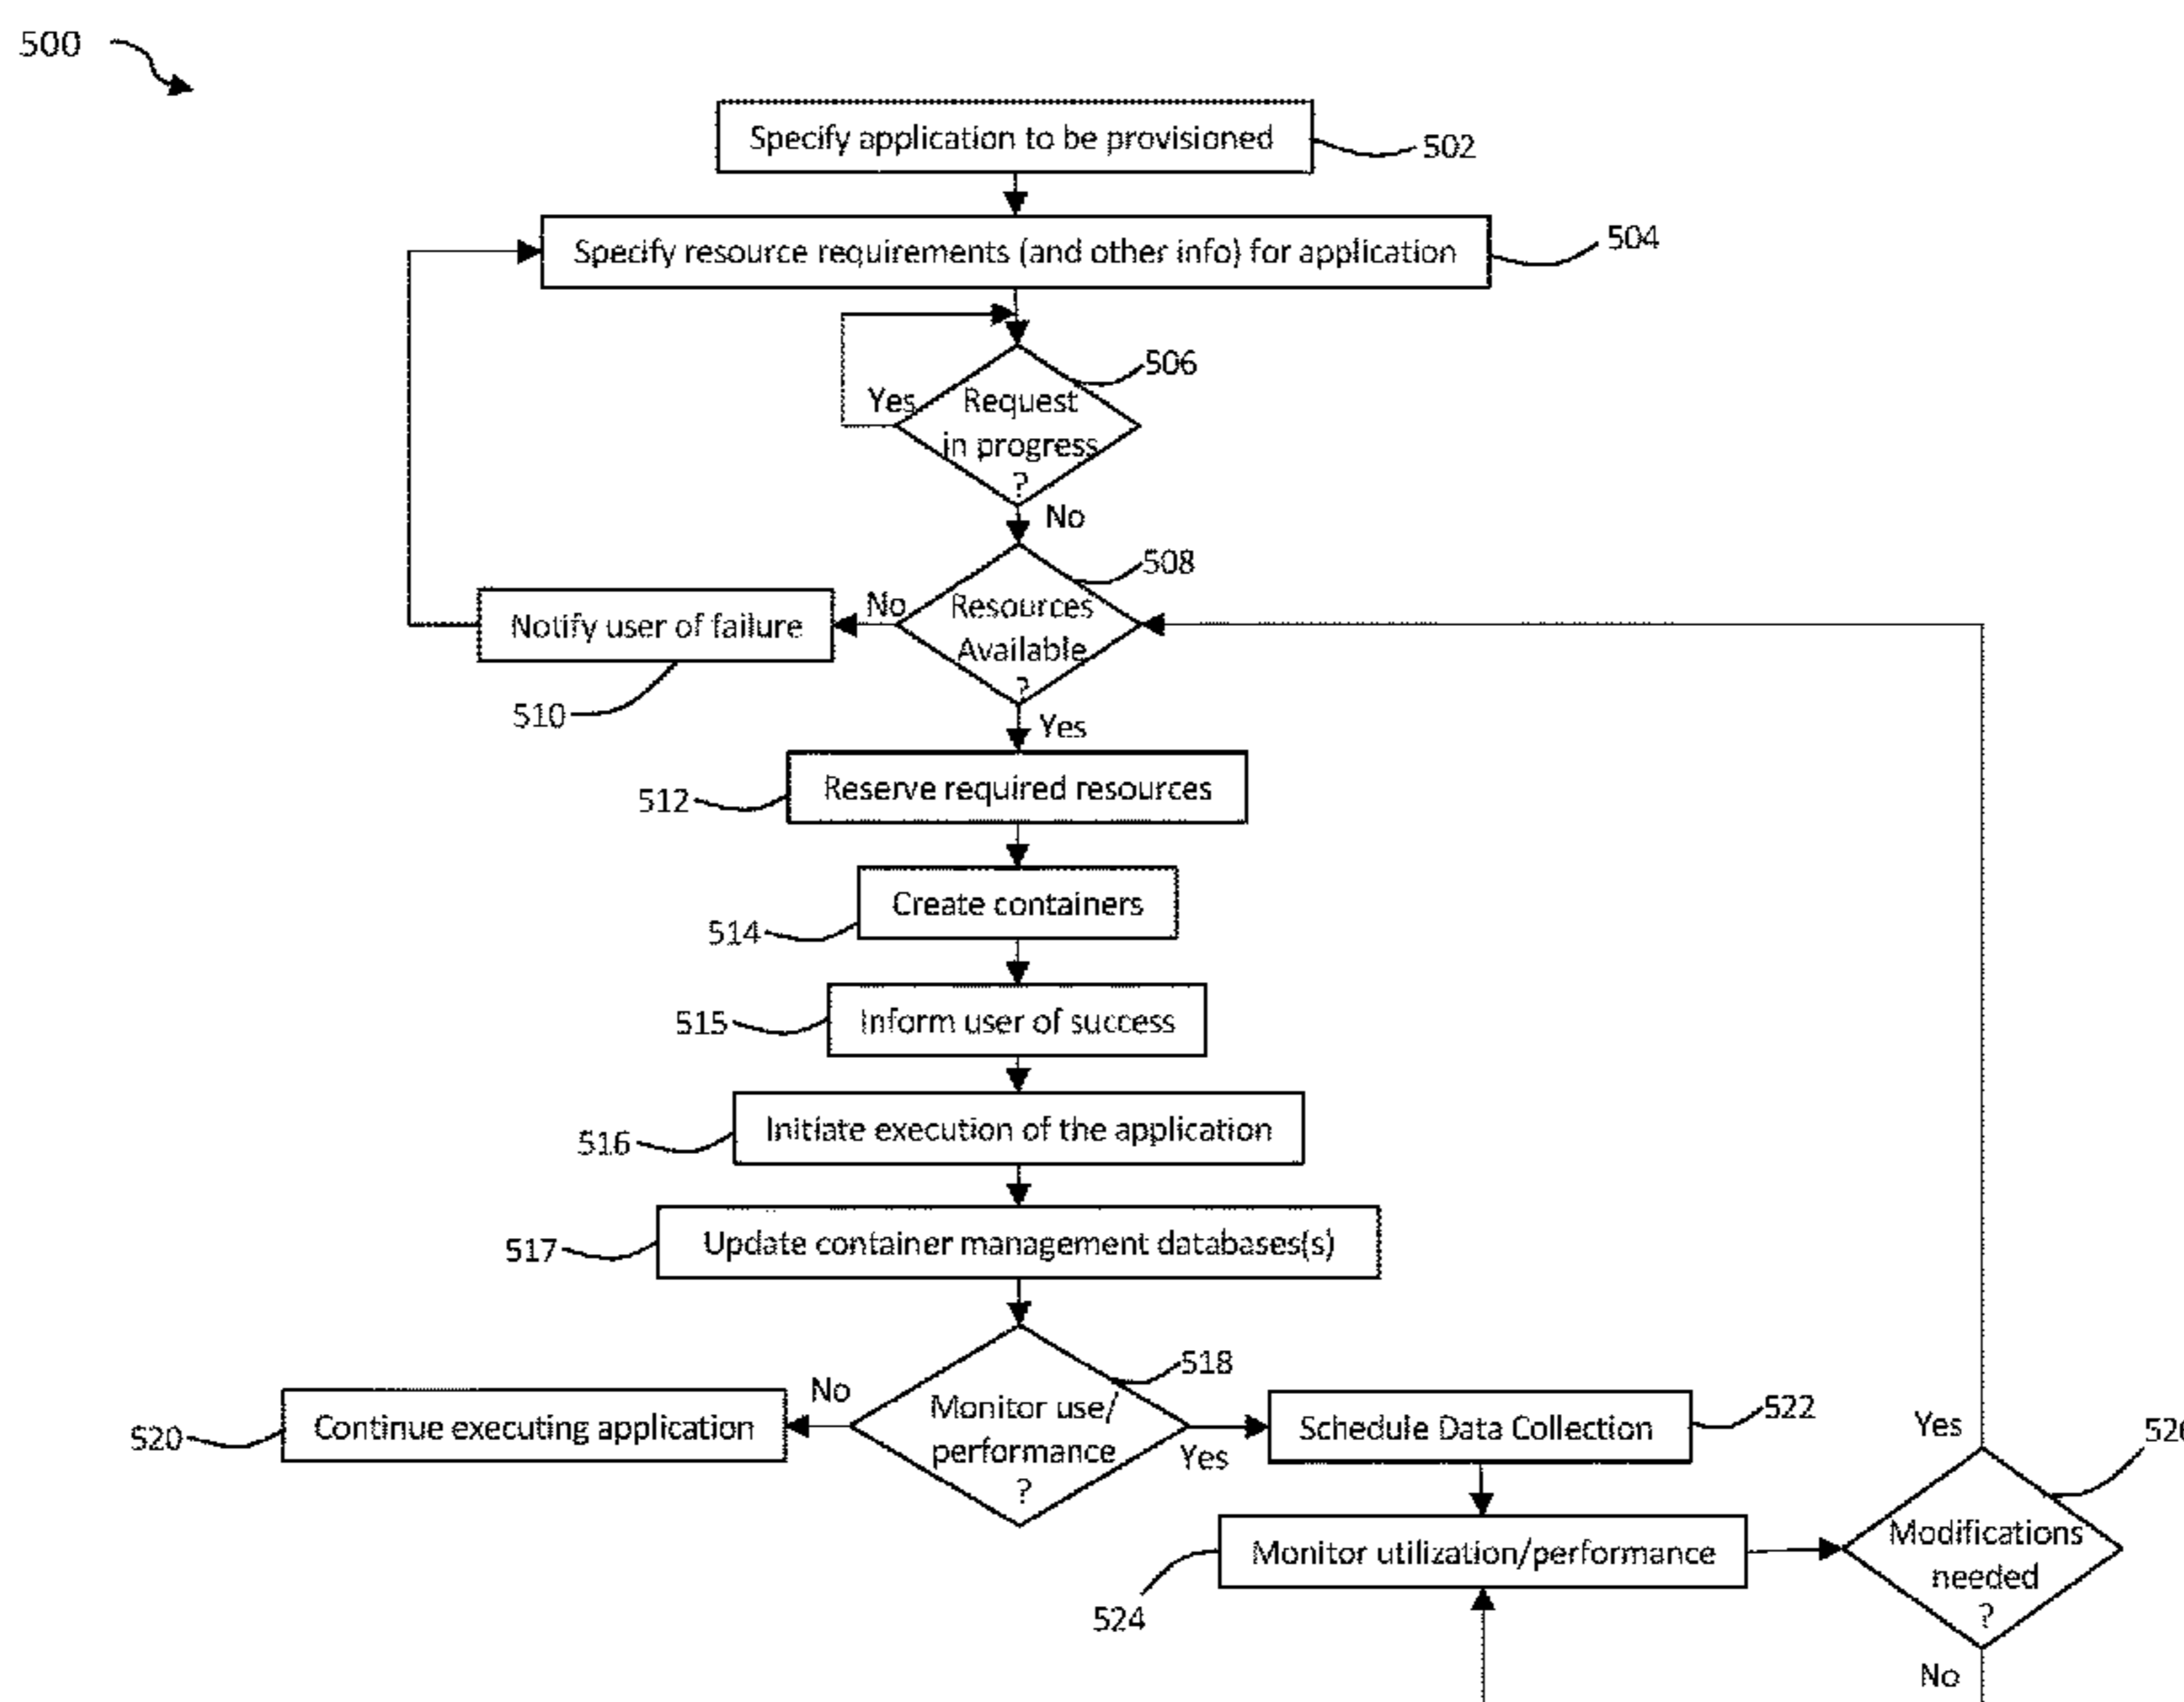 500
Specify application to be provisioned
502
Specify resource requirements (and other info) for application
504
506
Yes
Request
in progress
?
No
508
No
Resources
Available
?
Notify user of failure
510
Yes
Reserve required resources
512
Create containers
514
Inform user of success
515
Initiate execution of the application
516
Update container management databases(s)
517
518
No
Monitor use/
performance
?
Yes
Continue executing application
520
Schedule Data Collection
522
Yes
Monitor utilization/performance
524
Modifications
needed
?
No